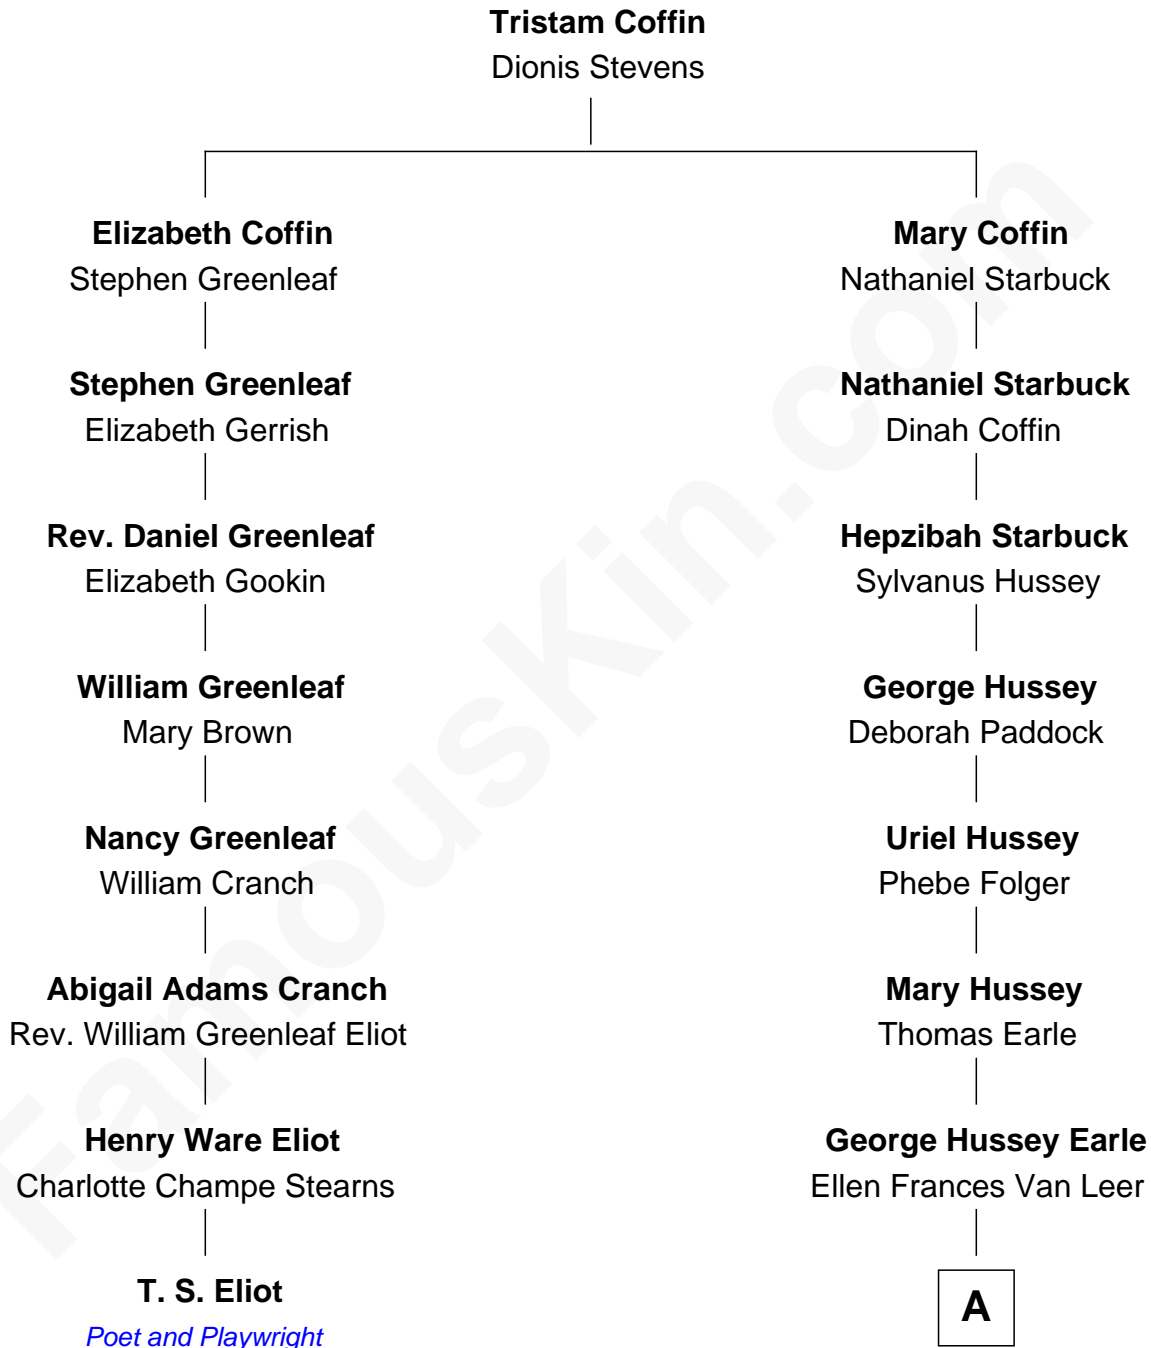 Tristam Coffin
Dionis Stevens
Elizabeth Coffin
Stephen Greenleaf
Mary Coffin
Nathaniel Starbuck
Stephen Greenleaf
Elizabeth Gerrish
Nathaniel Starbuck
Dinah Coffin
Rev. Daniel Greenleaf
Elizabeth Gookin
Hepzibah Starbuck
Sylvanus Hussey
William Greenleaf
Mary Brown
George Hussey
Deborah Paddock
Nancy Greenleaf
William Cranch
Uriel Hussey
Phebe Folger
Abigail Adams Cranch
Rev. William Greenleaf Eliot
Mary Hussey
Thomas Earle
Henry Ware Eliot
Charlotte Champe Stearns
George Hussey Earle
Ellen Frances Van Leer
T. S. Eliot
Poet and Playwright
A
FamousKin.com